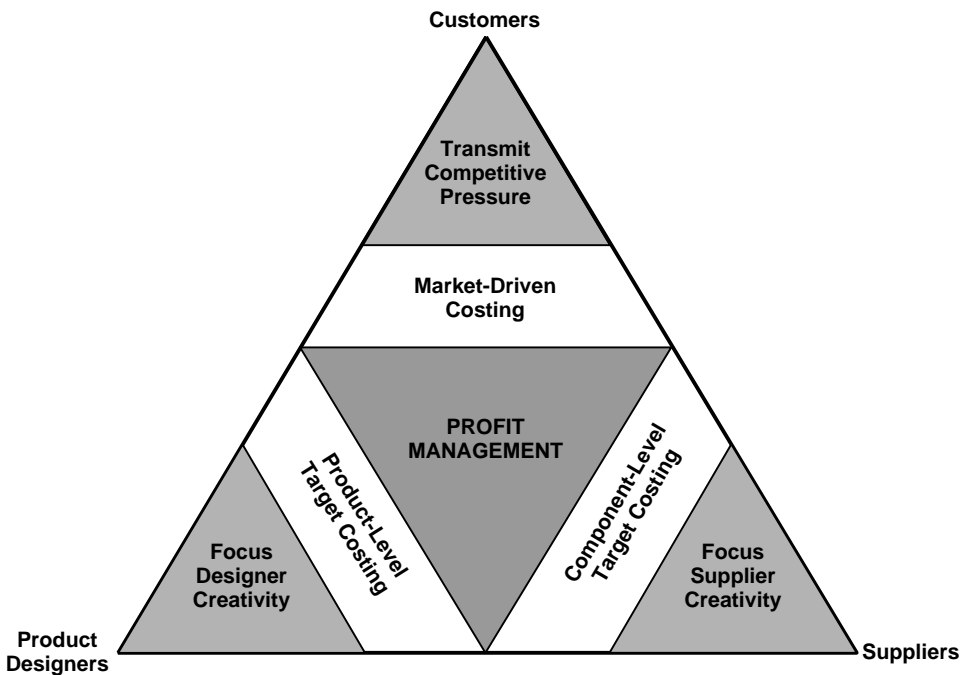 Customers
Transmit
Competitive
Pressure
Market-Driven
Costing
PROFIT
MANAGEMENT
Product-Level
Target Costing
Component-Level
Target Costing
Focus
Designer
Creativity
Focus
Supplier
Creativity
Product
Designers
Suppliers